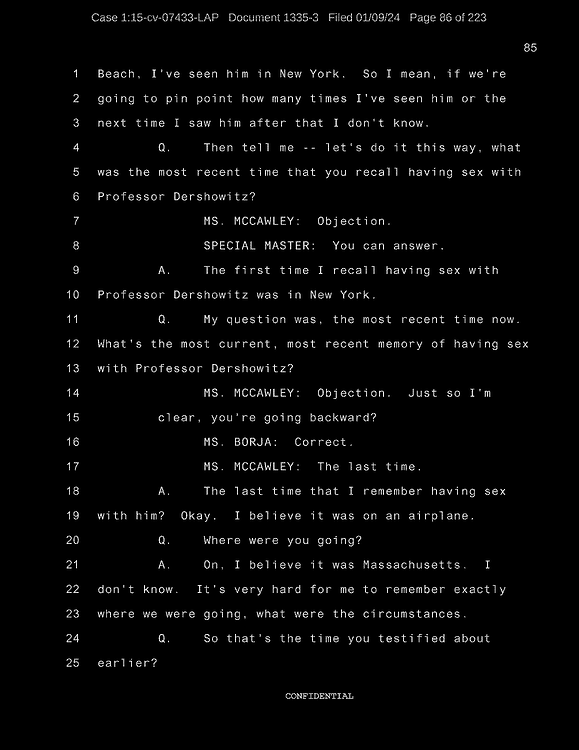 Case 1:15-cv-07433-LAP Document 1335-3 Filed 01/09/24 Page 86 of 223
85
1 Beach, I've seen him in New York. So I mean, if we're
2 going to pin point how many times I've seen him or the
3 next time I saw him after that I don't know.
4 Q. Then tell me -- let's do it this way, what
5 was the most recent time that you recall having sex with
6 Professor Dershowitz?
7 MS. MCCAWLEY: Objection.
8 SPECIAL MASTER: You can answer.
9 A. The first time I recall having sex with
10 Professor Dershowitz was in New York.
11 Q. My question was, the most recent time now.
12 What's the most current, most recent memory of having sex
13 with Professor Dershowitz?
14 MS. MCCAWLEY: Objection. Just so I'm
15 clear, you're going backward?
16 MS. BORJA: Correct.
17 MS. MCCAWLEY: The last time.
18 A. The last time that I remember having sex
19 with him? Okay. I believe it was on an airplane.
20 Q. Where were you going?
21 A. On, I believe it was Massachusetts. I
22 don't know. It's very hard for me to remember exactly
23 where we were going, what were the circumstances.
24 Q. So that's the time you testified about
25 earlier?
CONFIDENTIAL